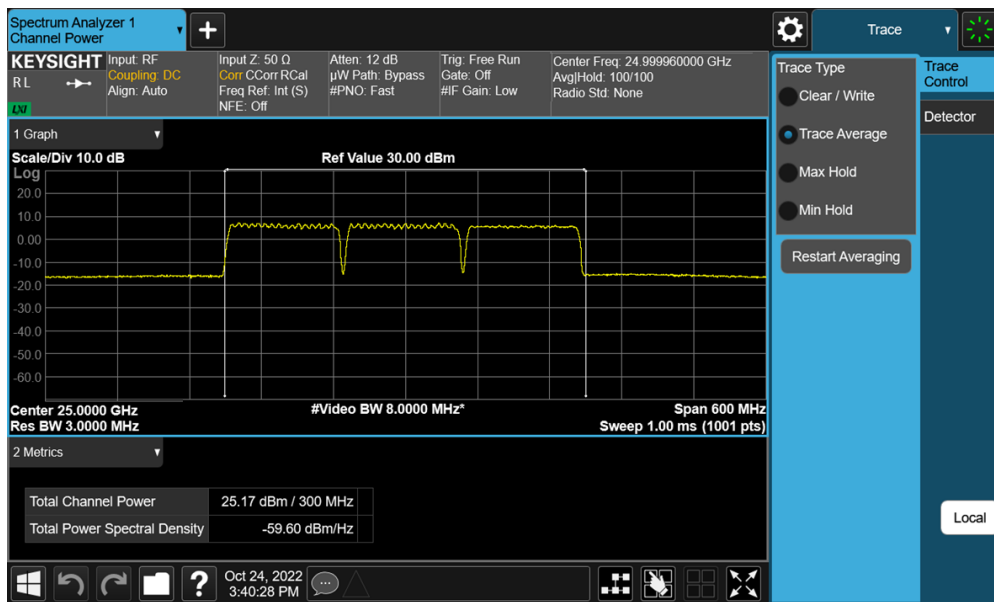 Spectrum Analyzer 1
Channel Power
Trace
KEYSIGHT
R L
LXI
Input: RF
Coupling: DC
Align: Auto
Input Z: 50 Ω
Corr CCorr RCal
Freq Ref: Int (S)
NFE: Off
Atten: 12 dB
µW Path: Bypass
#PNO: Fast
Trig: Free Run
Gate: Off
#IF Gain: Low
Center Freq: 24.999960000 GHz
Avg|Hold: 100/100
Radio Std: None
1 Graph
Scale/Div 10.0 dB
Ref Value 30.00 dBm
Log
20.0
10.0
0.00
-10.0
-20.0
-30.0
-40.0
-50.0
-60.0
Center 25.0000 GHz
#Video BW 8.0000 MHz*
Span 600 MHz
Res BW 3.0000 MHz
Sweep 1.00 ms (1001 pts)
2 Metrics
Total Channel Power 25.17 dBm / 300 MHz
Total Power Spectral Density -59.60 dBm/Hz
Oct 24, 2022
3:40:28 PM
Trace Type
Clear / Write
Trace Average
Max Hold
Min Hold
Restart Averaging
Trace
Control
Detector
Local